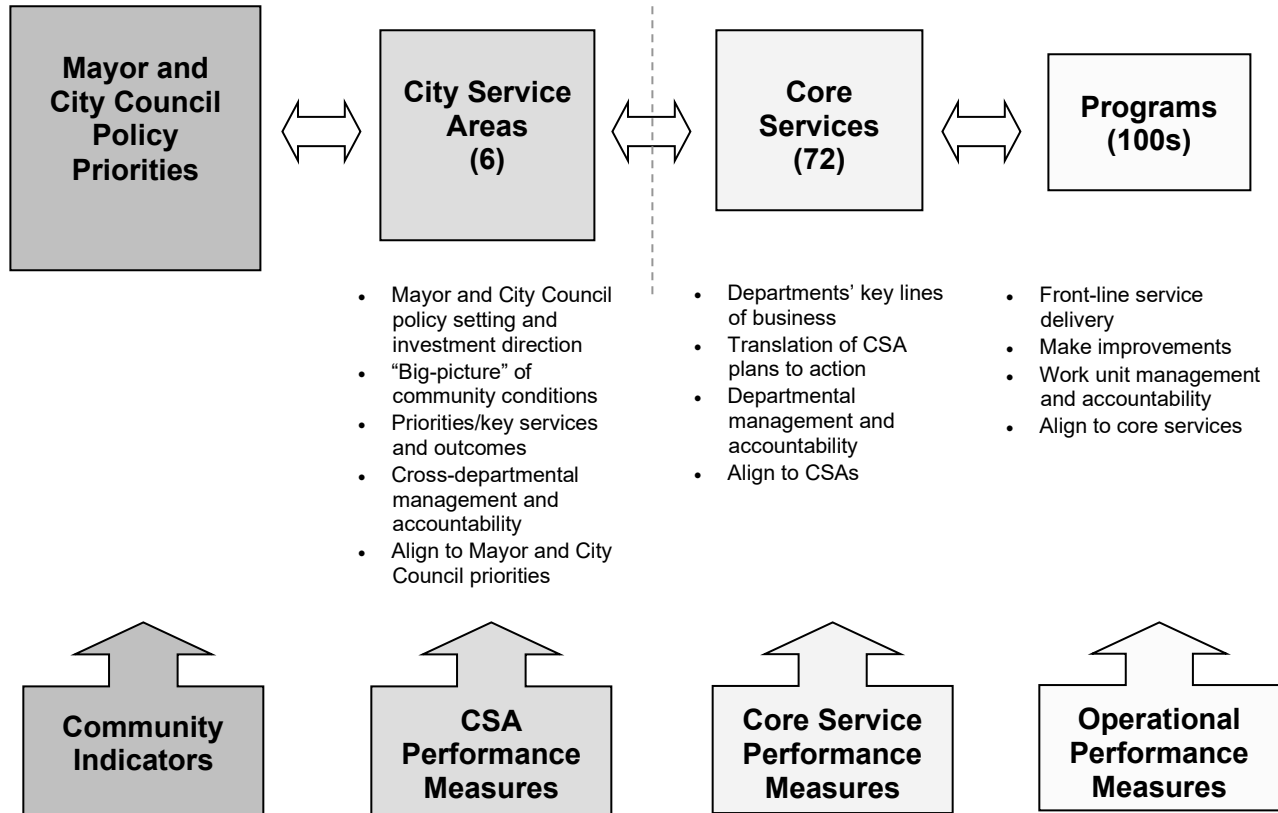 Mayor and
City Council
Policy
Priorities
City Service
Areas
(6)
Core
Services
(72)
Programs
(100s)
• Mayor and City Council
policy setting and
investment direction
• “Big-picture” of
community conditions
• Priorities/key services
and outcomes
• Cross-departmental
management and
accountability
• Align to Mayor and City
Council priorities
• Departments’ key lines
of business
• Translation of CSA
plans to action
• Departmental
management and
accountability
• Align to CSAs
• Front-line service
delivery
• Make improvements
• Work unit management
and accountability
• Align to core services
Community
Indicators
CSA
Performance
Measures
Core Service
Performance
Measures
Operational
Performance
Measures